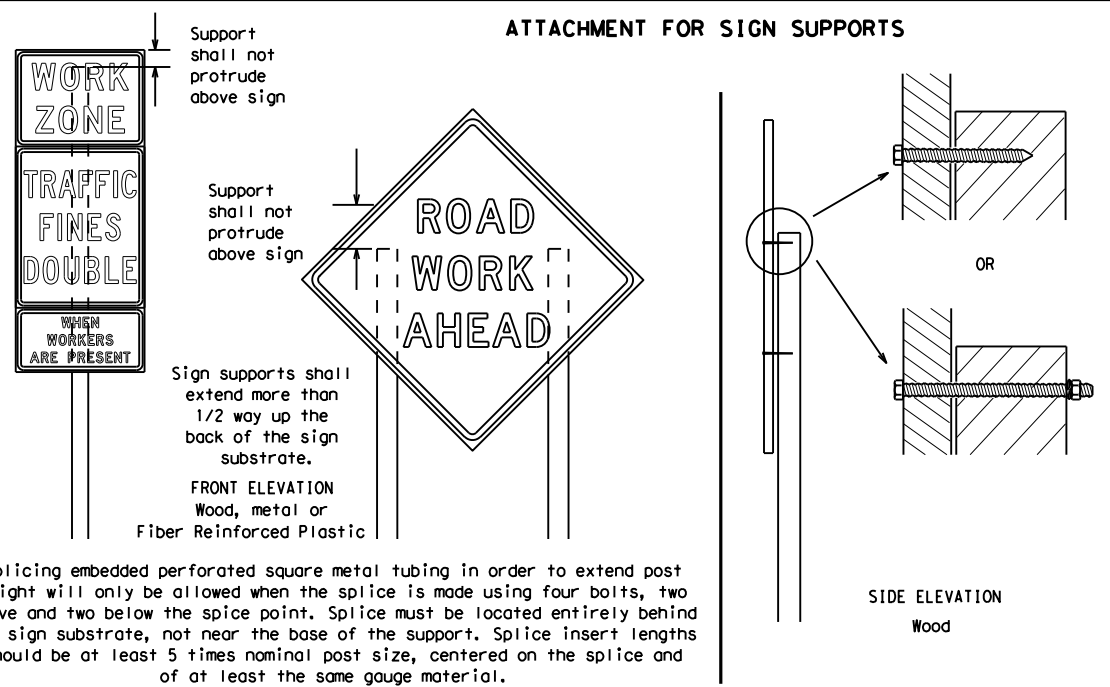 ATTACHMENT FOR SIGN SUPPORTS
Support
shall not
protrude
above sign
WORK
ZONE
TRAFFIC
FINES
DOUBLE
WHEN
WORKERS
ARE PRESENT
Support
shall not
protrude
above sign
ROAD
WORK
AHEAD
Sign supports shall
extend more than
1/2 way up the
back of the sign
substrate.
FRONT ELEVATION
Wood, metal or
Fiber Reinforced Plastic
OR
SIDE ELEVATION
Wood
plicing embedded perforated square metal tubing in order to extend post
ight will only be allowed when the splice is made using four bolts, two
ve and two below the spice point. Splice must be located entirely behind
sign substrate, not near the base of the support. Splice insert lengths
ould be at least 5 times nominal post size, centered on the splice and
of at least the same gauge material.